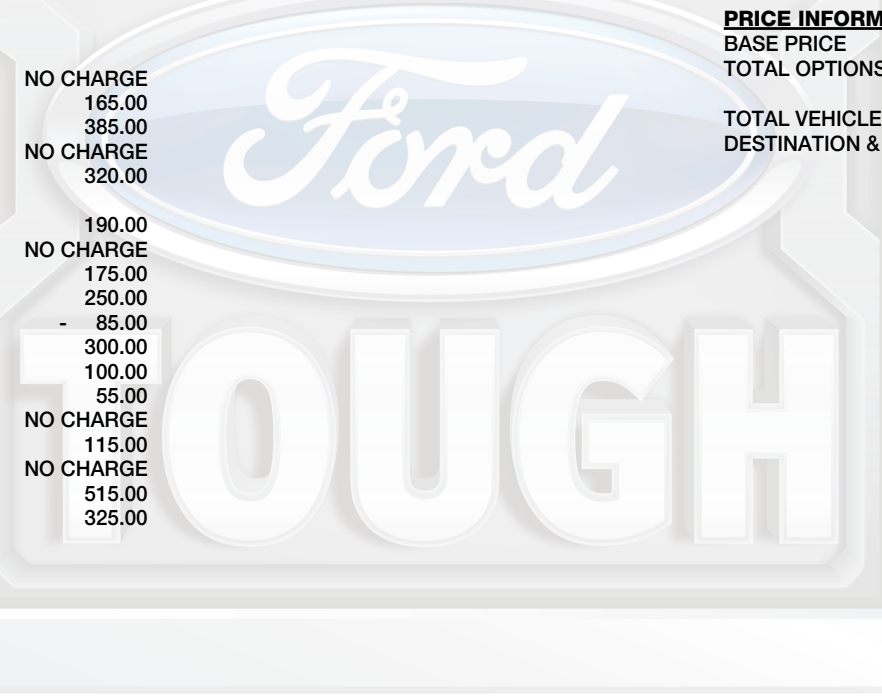 NO CHARGE
165.00
385.00
NO CHARGE
320.00
190.00
NO CHARGE
175.00
250.00
- 85.00
300.00
100.00
55.00
NO CHARGE
115.00
NO CHARGE
515.00
325.00
PRICE INFORM
BASE PRICE
TOTAL OPTIONS
TOTAL VEHICLE
DESTINATION &
Ford
TOUGH